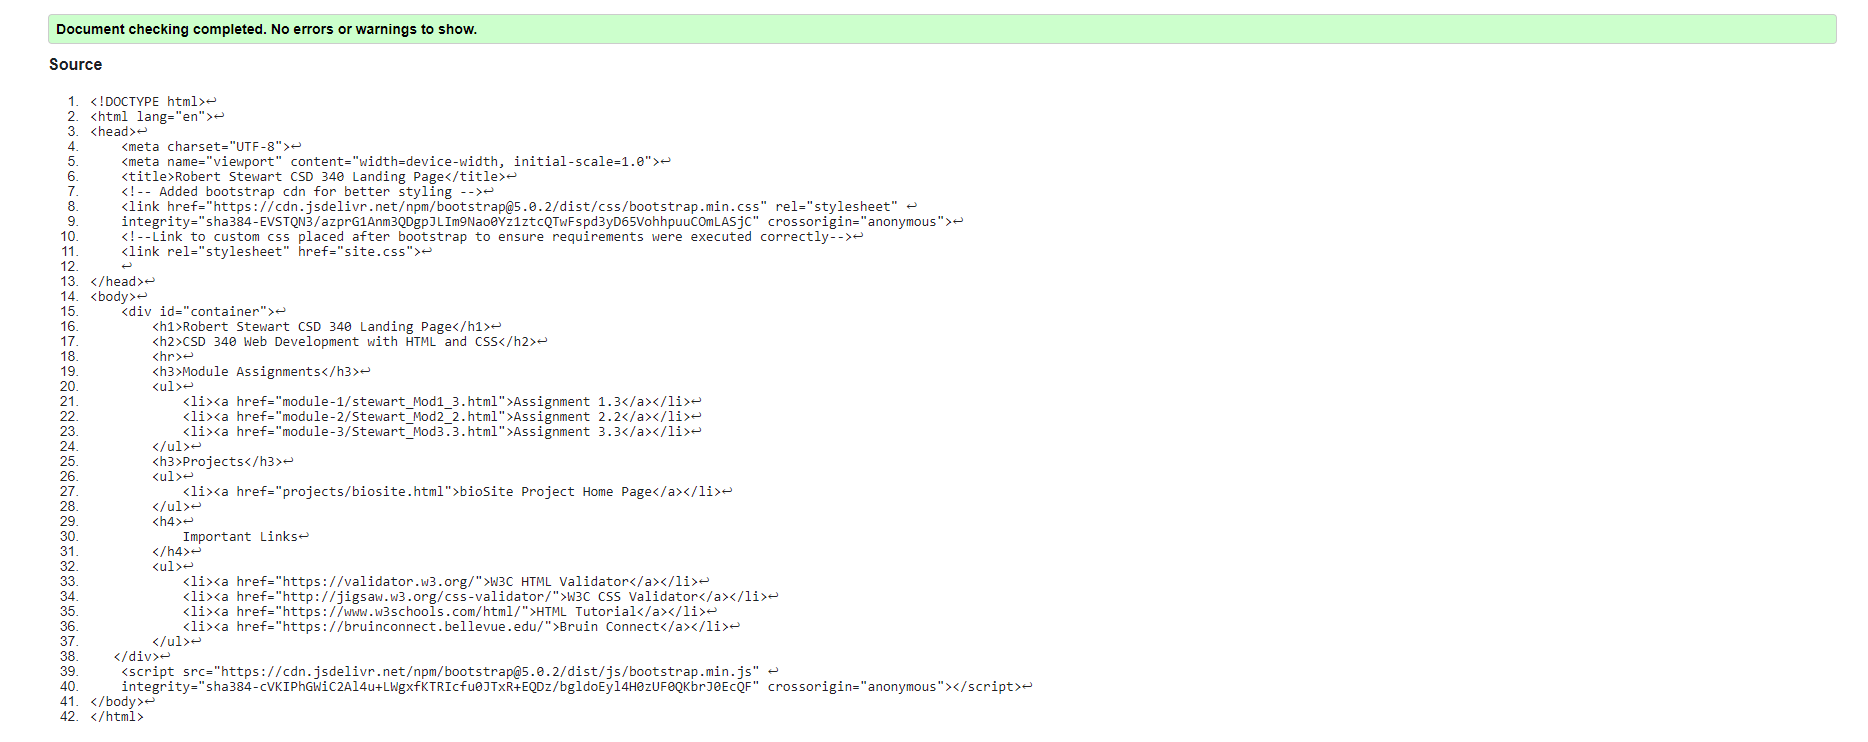 Document checking completed. No errors or warnings to show.
Source
1. <!DOCTYPE html>↩
2. <html lang="en">↩
3. <head>↩
4.     <meta charset="UTF-8">↩
5.     <meta name="viewport" content="width=device-width, initial-scale=1.0">↩
6.     <title>Robert Stewart CSD 340 Landing Page</title>↩
7.     <!-- Added bootstrap cdn for better styling -->↩
8.     <link href="https://cdn.jsdelivr.net/npm/bootstrap@5.0.2/dist/css/bootstrap.min.css" rel="stylesheet" ↩
9.     integrity="sha384-EVSTQN3/azprG1Anm3QDgpJLIm9Nao0Yz1ztcQTwFspd3yD65VohhpuuCOmLASjC" crossorigin="anonymous">↩
10.     <!--Link to custom css placed after bootstrap to ensure requirements were executed correctly-->↩
11.     <link rel="stylesheet" href="site.css">↩
12.     ↩
13. </head>↩
14. <body>↩
15.     <div id="container">↩
16.         <h1>Robert Stewart CSD 340 Landing Page</h1>↩
17.         <h2>CSD 340 Web Development with HTML and CSS</h2>↩
18.         <hr>↩
19.         <h3>Module Assignments</h3>↩
20.         <ul>↩
21.             <li><a href="module-1/stewart_Mod1_3.html">Assignment 1.3</a></li>↩
22.             <li><a href="module-2/Stewart_Mod2_2.html">Assignment 2.2</a></li>↩
23.             <li><a href="module-3/Stewart_Mod3.3.html">Assignment 3.3</a></li>↩
24.         </ul>↩
25.         <h3>Projects</h3>↩
26.         <ul>↩
27.             <li><a href="projects/biosite.html">bioSite Project Home Page</a></li>↩
28.         </ul>↩
29.         <h4>↩
30.             Important Links↩
31.         </h4>↩
32.         <ul>↩
33.             <li><a href="https://validator.w3.org/">W3C HTML Validator</a></li>↩
34.             <li><a href="http://jigsaw.w3.org/css-validator/">W3C CSS Validator</a></li>↩
35.             <li><a href="https://www.w3schools.com/html/">HTML Tutorial</a></li>↩
36.             <li><a href="https://bruinconnect.bellevue.edu/">Bruin Connect</a></li>↩
37.         </ul>↩
38.    </div>↩
39.     <script src="https://cdn.jsdelivr.net/npm/bootstrap@5.0.2/dist/js/bootstrap.min.js" ↩
40.     integrity="sha384-cVKIPhGWiC2Al4u+LWgxfKTRIcfu0JTxR+EQDz/bgldoEyl4H0zUF0QKbrJ0EcQF" crossorigin="anonymous"></script>↩
41. </body>↩
42. </html>